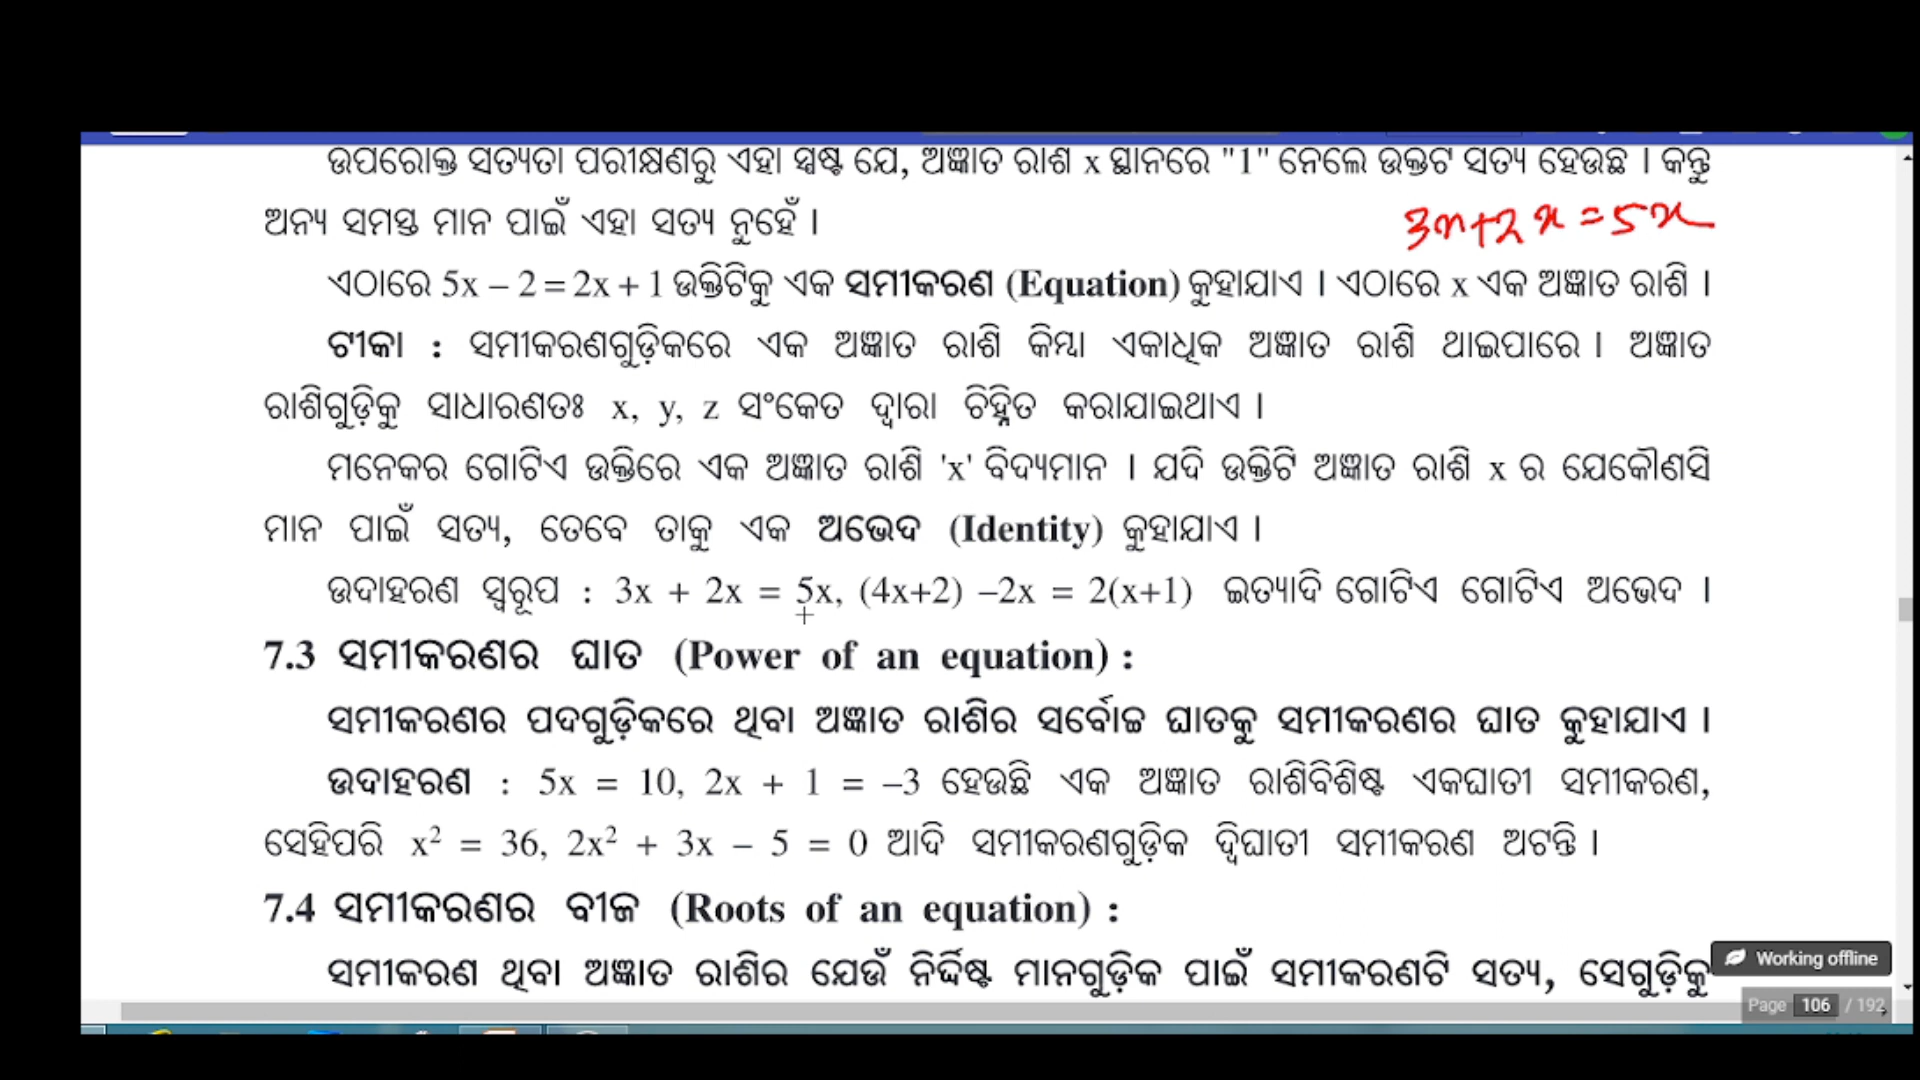 ଉପରୋକ୍ତ ସତ୍ୟତା ପରୀକ୍ଷଣରୁ ଏହା ସ୍ପଷ୍ଟ ଯେ, ଅଜ୍ଞାତ ରାଶି x ସ୍ଥାନରେ "1" ନେଲେ ଉକ୍ତିଟି ସତ୍ୟ ହେଉଛି । କିନ୍ତୁ
ଅନ୍ୟ ସମସ୍ତ ମାନ ପାଇଁ ଏହା ସତ୍ୟ ନୁହେଁ ।
3x+2x=5x
ଏଠାରେ 5x – 2 = 2x + 1 ଉକ୍ତିଟିକୁ ଏକ ସମୀକରଣ (Equation) କୁହାଯାଏ । ଏଠାରେ x ଏକ ଅଜ୍ଞାତ ରାଶି ।
ଟୀକା : ସମୀକରଣଗୁଡ଼ିକରେ ଏକ ଅଜ୍ଞାତ ରାଶି କିମ୍ବା ଏକାଧିକ ଅଜ୍ଞାତ ରାଶି ଥାଇପାରେ । ଅଜ୍ଞାତ
ରାଶିଗୁଡ଼ିକୁ ସାଧାରଣତଃ x, y, z ସଂକେତ ଦ୍ୱାରା ଚିହ୍ନିତ କରାଯାଇଥାଏ ।
ମନେକର ଗୋଟିଏ ଉକ୍ତିରେ ଏକ ଅଜ୍ଞାତ ରାଶି 'x' ବିଦ୍ୟମାନ । ଯଦି ଉକ୍ତିଟି ଅଜ୍ଞାତ ରାଶି x ର ଯେକୌଣସି
ମାନ ପାଇଁ ସତ୍ୟ, ତେବେ ତାକୁ ଏକ ଅଭେଦ (Identity) କୁହାଯାଏ ।
ଉଦାହରଣ ସ୍ୱରୂପ : 3x + 2x = 5x, (4x+2) –2x = 2(x+1) ଇତ୍ୟାଦି ଗୋଟିଏ ଗୋଟିଏ ଅଭେଦ ।
7.3 ସମୀକରଣର ଘାତ (Power of an equation) :
ସମୀକରଣର ପଦଗୁଡ଼ିକରେ ଥିବା ଅଜ୍ଞାତ ରାଶିର ସର୍ବୋଚ୍ଚ ଘାତକୁ ସମୀକରଣର ଘାତ କୁହାଯାଏ ।
ଉଦାହରଣ : 5x = 10, 2x + 1 = –3 ହେଉଛି ଏକ ଅଜ୍ଞାତ ରାଶିବିଶିଷ୍ଟ ଏକଘାତୀ ସମୀକରଣ,
ସେହିପରି x² = 36, 2x² + 3x – 5 = 0 ଆଦି ସମୀକରଣଗୁଡ଼ିକ ଦ୍ୱିଘାତୀ ସମୀକରଣ ଅଟନ୍ତି ।
7.4 ସମୀକରଣର ବୀଜ (Roots of an equation) :
ସମୀକରଣ ଥିବା ଅଜ୍ଞାତ ରାଶିର ଯେଉଁ ନିର୍ଦ୍ଦିଷ୍ଟ ମାନଗୁଡ଼ିକ ପାଇଁ ସମୀକରଣଟି ସତ୍ୟ, ସେଗୁଡ଼ିକୁ
Working offline
Page 106 / 192